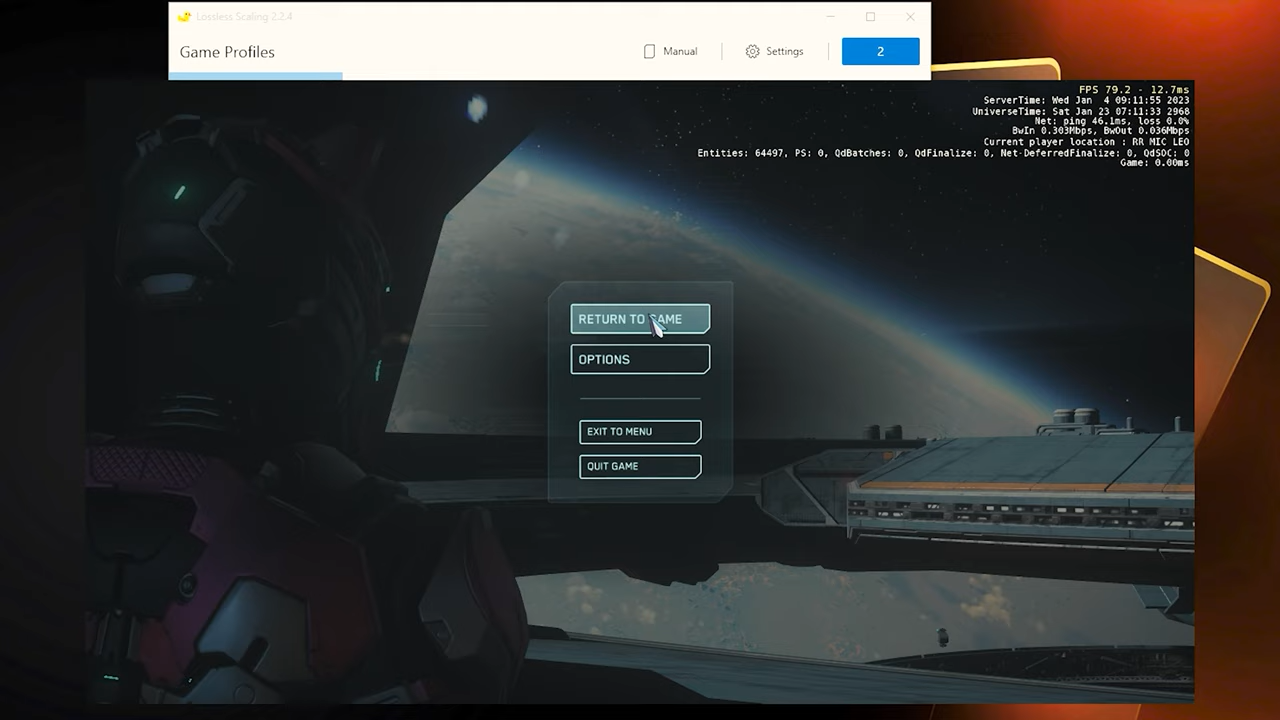 Lossless Scaling 2.2.4
Game Profiles
Manual
Settings
2
FPS 79.2 - 12.7ms
ServerTime: Wed Jan 4 09:11:55 2023
UniverseTime: Sat Jan 23 07:11:33 2968
Net: ping 46.1ms, loss 0.0%
BwIn 0.303Mbps, BwOut 0.036Mbps
Current player location : RR MIC LEO
Entities: 64497, PS: 0, QdBatches: 0, QdFinalize: 0, Net-DeferredFinalize: 0, QdSOC: 0
Game: 0.00ms
RETURN TO GAME
OPTIONS
EXIT TO MENU
QUIT GAME